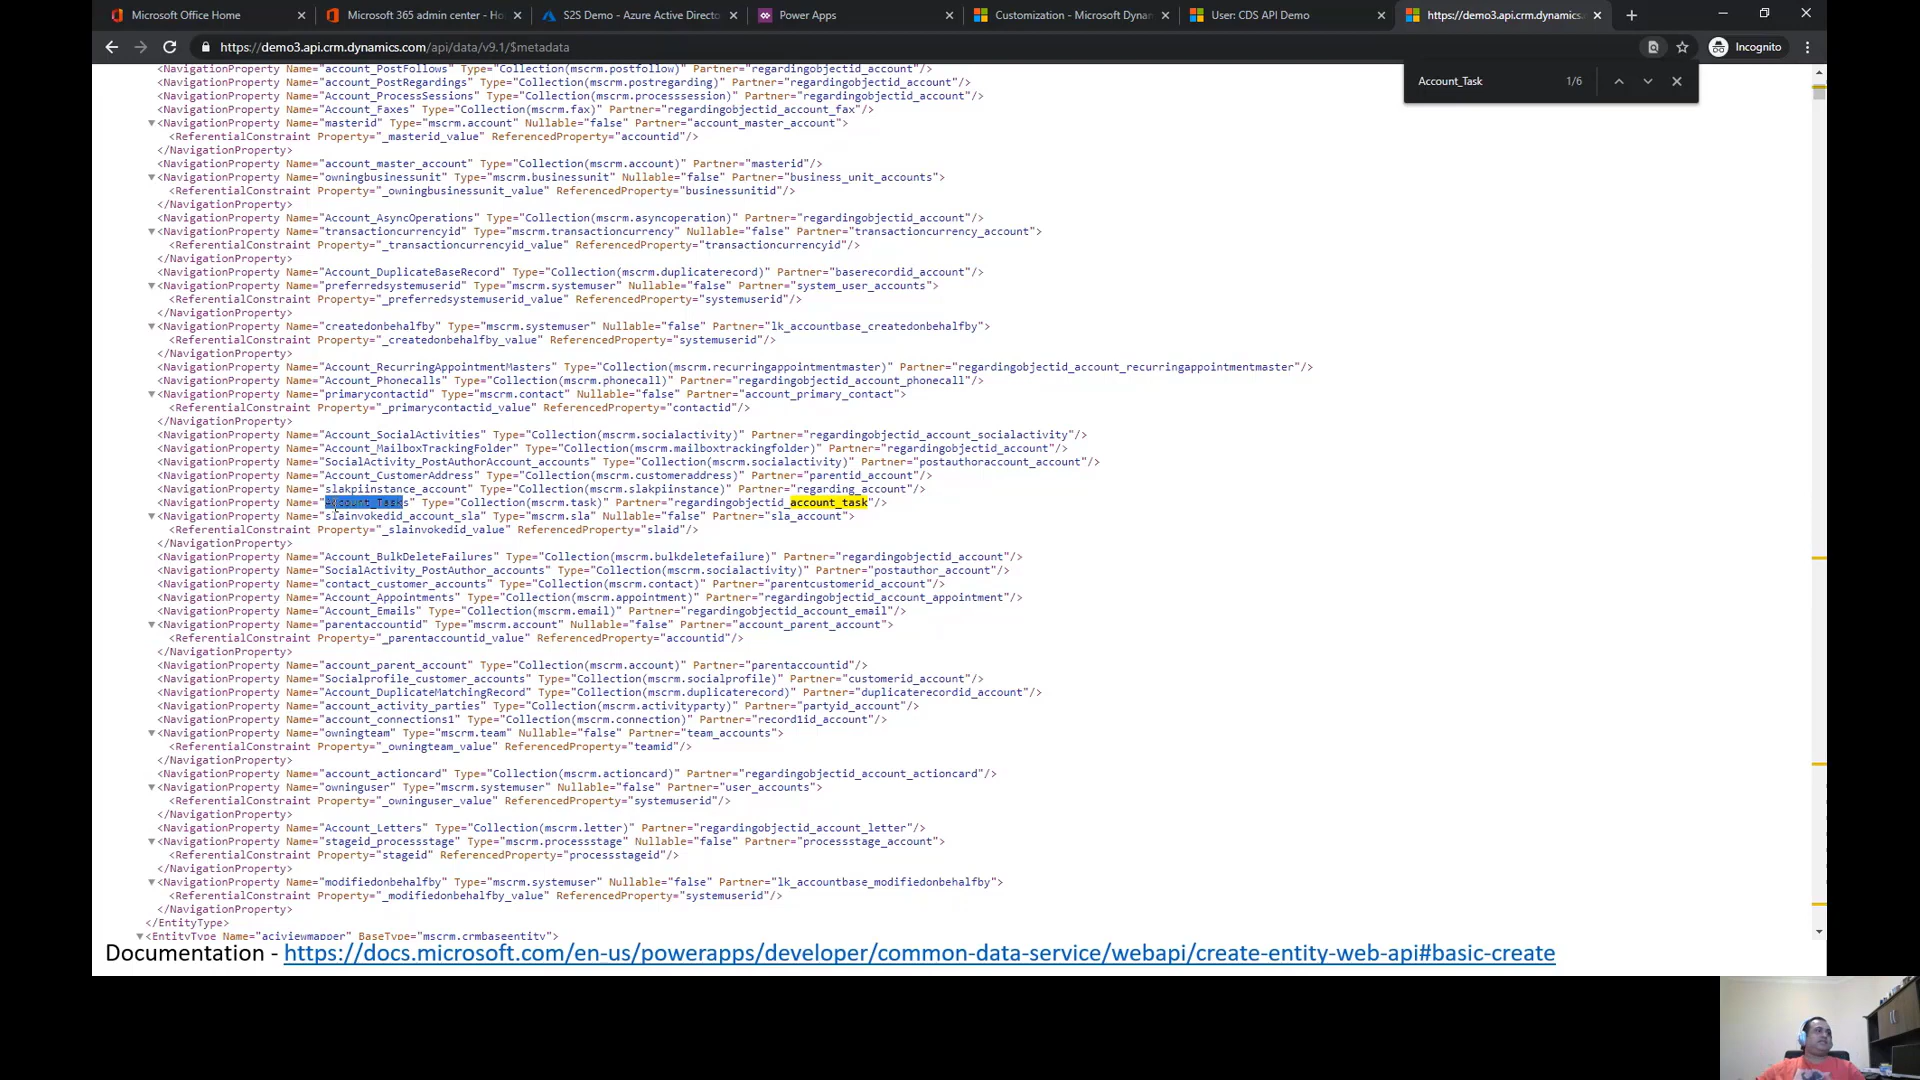 Microsoft Office Home
Microsoft 365 admin center - Ho
S2S Demo - Azure Active Directo
Power Apps
Customization - Microsoft Dynam
User: CDS API Demo
https://demo3.api.crm.dynamics.
https://demo3.api.crm.dynamics.com/api/data/v9.1/$metadata
Incognito
Account_Task 1/6
<NavigationProperty Name="account_PostFollows" Type="Collection(mscrm.postfollow)" Partner="regardingobjectid_account"/>
<NavigationProperty Name="account_PostRegardings" Type="Collection(mscrm.postregarding)" Partner="regardingobjectid_account"/>
<NavigationProperty Name="account_ProcessSessions" Type="Collection(mscrm.processsession)" Partner="regardingobjectid_account"/>
<NavigationProperty Name="Account_Faxes" Type="Collection(mscrm.fax)" Partner="regardingobjectid_account_fax"/>
▼<NavigationProperty Name="masterid" Type="mscrm.account" Nullable="false" Partner="account_master_account">
<ReferentialConstraint Property="_masterid_value" ReferencedProperty="accountid"/>
</NavigationProperty>
<NavigationProperty Name="account_master_account" Type="Collection(mscrm.account)" Partner="masterid"/>
▼<NavigationProperty Name="owningbusinessunit" Type="mscrm.businessunit" Nullable="false" Partner="business_unit_accounts">
<ReferentialConstraint Property="_owningbusinessunit_value" ReferencedProperty="businessunitid"/>
</NavigationProperty>
<NavigationProperty Name="Account_AsyncOperations" Type="Collection(mscrm.asyncoperation)" Partner="regardingobjectid_account"/>
▼<NavigationProperty Name="transactioncurrencyid" Type="mscrm.transactioncurrency" Nullable="false" Partner="transactioncurrency_account">
<ReferentialConstraint Property="_transactioncurrencyid_value" ReferencedProperty="transactioncurrencyid"/>
</NavigationProperty>
<NavigationProperty Name="Account_DuplicateBaseRecord" Type="Collection(mscrm.duplicaterecord)" Partner="baserecordid_account"/>
▼<NavigationProperty Name="preferredsystemuserid" Type="mscrm.systemuser" Nullable="false" Partner="system_user_accounts">
<ReferentialConstraint Property="_preferredsystemuserid_value" ReferencedProperty="systemuserid"/>
</NavigationProperty>
▼<NavigationProperty Name="createdonbehalfby" Type="mscrm.systemuser" Nullable="false" Partner="lk_accountbase_createdonbehalfby">
<ReferentialConstraint Property="_createdonbehalfby_value" ReferencedProperty="systemuserid"/>
</NavigationProperty>
<NavigationProperty Name="Account_RecurringAppointmentMasters" Type="Collection(mscrm.recurringappointmentmaster)" Partner="regardingobjectid_account_recurringappointmentmaster"/>
<NavigationProperty Name="Account_Phonecalls" Type="Collection(mscrm.phonecall)" Partner="regardingobjectid_account_phonecall"/>
▼<NavigationProperty Name="primarycontactid" Type="mscrm.contact" Nullable="false" Partner="account_primary_contact">
<ReferentialConstraint Property="_primarycontactid_value" ReferencedProperty="contactid"/>
</NavigationProperty>
<NavigationProperty Name="Account_SocialActivities" Type="Collection(mscrm.socialactivity)" Partner="regardingobjectid_account_socialactivity"/>
<NavigationProperty Name="Account_MailboxTrackingFolder" Type="Collection(mscrm.mailboxtrackingfolder)" Partner="regardingobjectid_account"/>
<NavigationProperty Name="SocialActivity_PostAuthorAccount_accounts" Type="Collection(mscrm.socialactivity)" Partner="postauthoraccount_account"/>
<NavigationProperty Name="Account_CustomerAddress" Type="Collection(mscrm.customeraddress)" Partner="parentid_account"/>
<NavigationProperty Name="slakpiinstance_account" Type="Collection(mscrm.slakpiinstance)" Partner="regarding_account"/>
<NavigationProperty Name="Account_Tasks" Type="Collection(mscrm.task)" Partner="regardingobjectid_account_task"/>
▼<NavigationProperty Name="slainvokedid_account_sla" Type="mscrm.sla" Nullable="false" Partner="sla_account">
<ReferentialConstraint Property="_slainvokedid_value" ReferencedProperty="slaid"/>
</NavigationProperty>
<NavigationProperty Name="Account_BulkDeleteFailures" Type="Collection(mscrm.bulkdeletefailure)" Partner="regardingobjectid_account"/>
<NavigationProperty Name="SocialActivity_PostAuthor_accounts" Type="Collection(mscrm.socialactivity)" Partner="postauthor_account"/>
<NavigationProperty Name="contact_customer_accounts" Type="Collection(mscrm.contact)" Partner="parentcustomerid_account"/>
<NavigationProperty Name="Account_Appointments" Type="Collection(mscrm.appointment)" Partner="regardingobjectid_account_appointment"/>
<NavigationProperty Name="Account_Emails" Type="Collection(mscrm.email)" Partner="regardingobjectid_account_email"/>
▼<NavigationProperty Name="parentaccountid" Type="mscrm.account" Nullable="false" Partner="account_parent_account">
<ReferentialConstraint Property="_parentaccountid_value" ReferencedProperty="accountid"/>
</NavigationProperty>
<NavigationProperty Name="account_parent_account" Type="Collection(mscrm.account)" Partner="parentaccountid"/>
<NavigationProperty Name="Socialprofile_customer_accounts" Type="Collection(mscrm.socialprofile)" Partner="customerid_account"/>
<NavigationProperty Name="Account_DuplicateMatchingRecord" Type="Collection(mscrm.duplicaterecord)" Partner="duplicaterecordid_account"/>
<NavigationProperty Name="account_activity_parties" Type="Collection(mscrm.activityparty)" Partner="partyid_account"/>
<NavigationProperty Name="account_connections1" Type="Collection(mscrm.connection)" Partner="record1id_account"/>
▼<NavigationProperty Name="owningteam" Type="mscrm.team" Nullable="false" Partner="team_accounts">
<ReferentialConstraint Property="_owningteam_value" ReferencedProperty="teamid"/>
</NavigationProperty>
<NavigationProperty Name="account_actioncard" Type="Collection(mscrm.actioncard)" Partner="regardingobjectid_account_actioncard"/>
▼<NavigationProperty Name="owninguser" Type="mscrm.systemuser" Nullable="false" Partner="user_accounts">
<ReferentialConstraint Property="_owninguser_value" ReferencedProperty="systemuserid"/>
</NavigationProperty>
<NavigationProperty Name="Account_Letters" Type="Collection(mscrm.letter)" Partner="regardingobjectid_account_letter"/>
▼<NavigationProperty Name="stageid_processstage" Type="mscrm.processstage" Nullable="false" Partner="processstage_account">
<ReferentialConstraint Property="stageid" ReferencedProperty="processstageid"/>
</NavigationProperty>
▼<NavigationProperty Name="modifiedonbehalfby" Type="mscrm.systemuser" Nullable="false" Partner="lk_accountbase_modifiedonbehalfby">
<ReferentialConstraint Property="_modifiedonbehalfby_value" ReferencedProperty="systemuserid"/>
</NavigationProperty>
</EntityType>
▼<EntityType Name="aciviewmapper" BaseType="mscrm.crmbaseentity">
Documentation - https://docs.microsoft.com/en-us/powerapps/developer/common-data-service/webapi/create-entity-web-api#basic-create